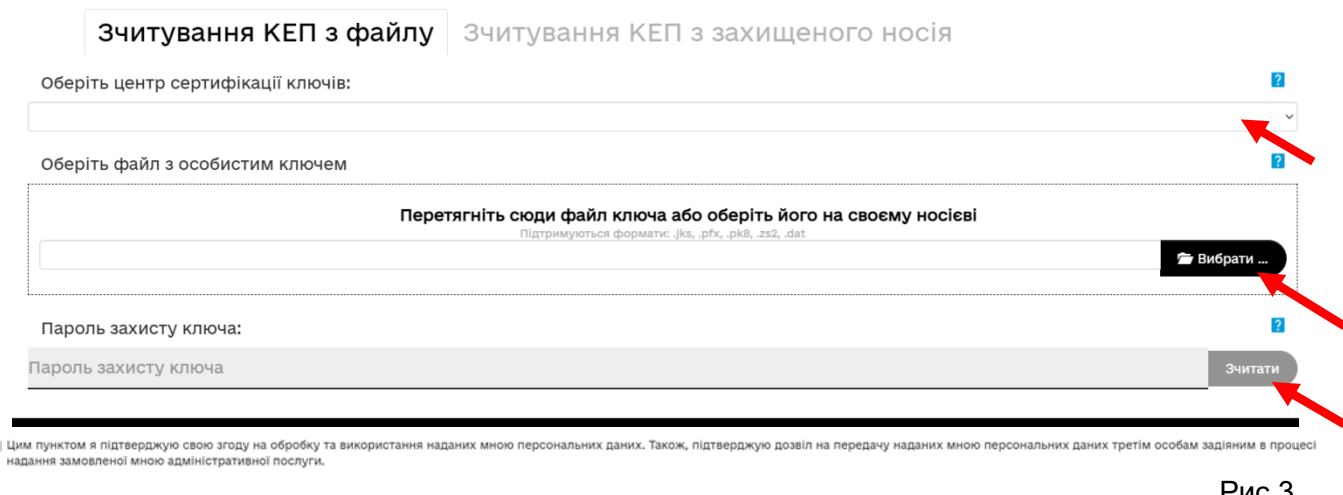 Зчитування КЕП з файлу Зчитування КЕП з захищеного носія
Оберіть центр сертифікації ключів: ?
Оберіть файл з особистим ключем ?
Перетягніть сюди файл ключа або оберіть його на своєму носієві
Підтримуються формати: .jks, .pfx, .pk8, .zs2, .dat
Вибрати ...
Пароль захисту ключа: ?
Пароль захисту ключа Зчитати
Цим пунктом я підтверджую свою згоду на обробку та використання наданих мною персональних даних. Також, підтверджую дозвіл на передачу наданих мною персональних даних третім особам задіяним в процесі
надання замовленої мною адміністративної послуги.
Рис 3